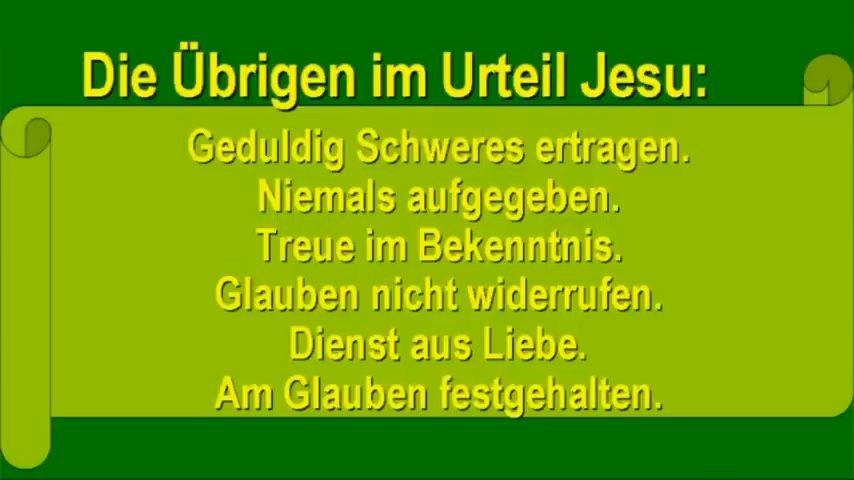 Die Übrigen im Urteil Jesu:
Geduldig Schweres ertragen.
Niemals aufgegeben.
Treue im Bekenntnis.
Glauben nicht widerrufen.
Dienst aus Liebe.
Am Glauben festgehalten.